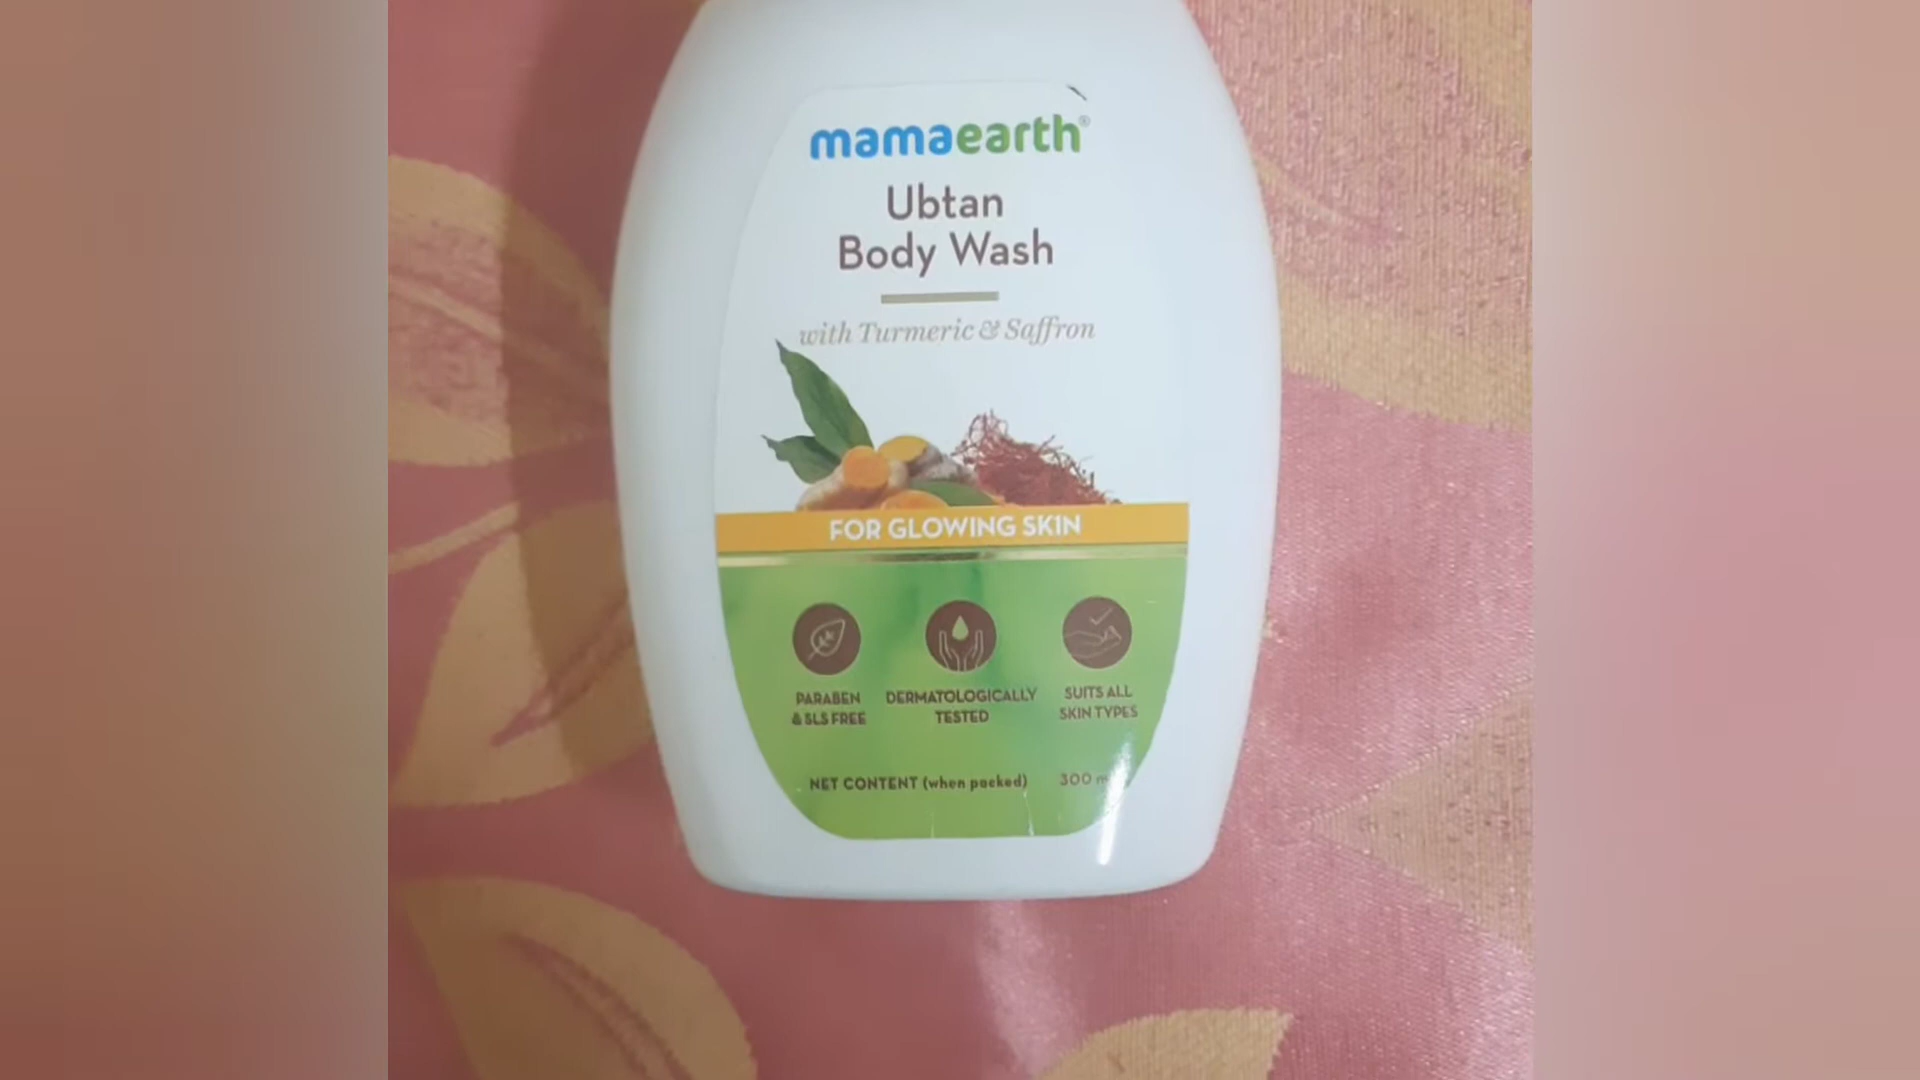 mamaearth®
Ubtan
Body Wash
with Turmeric & Saffron
FOR GLOWING SKIN
PARABEN
& SLS FREE
DERMATOLOGICALLY
TESTED
SUITS ALL
SKIN TYPES
NET CONTENT (when packed) 300